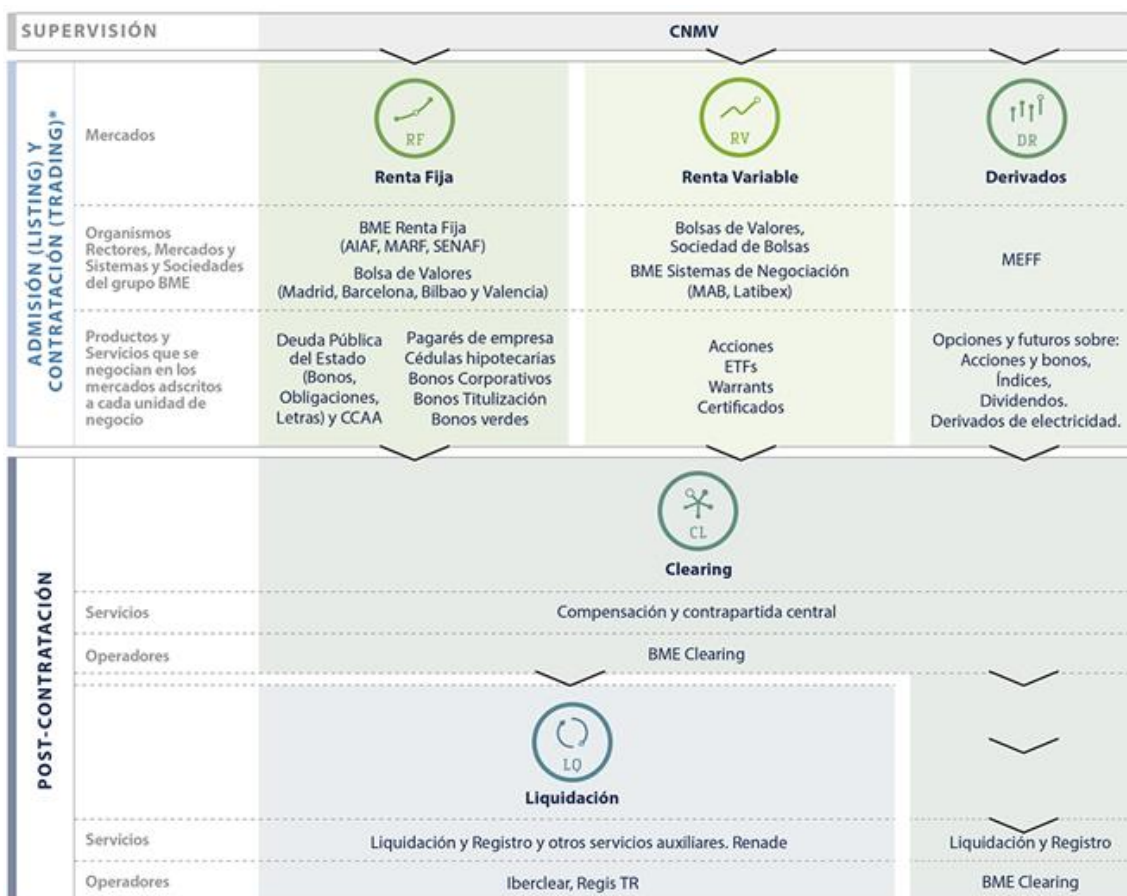 SUPERVISIÓN
CNMV
ADMISIÓN (LISTING) Y
CONTRATACIÓN (TRADING)*
Mercados
RF
Renta Fija
RV
Renta Variable
DR
Derivados
Organismos
Rectores, Mercados y
Sistemas y Sociedades
del grupo BME
BME Renta Fija
(AIAF, MARF, SENAF)
Bolsa de Valores
(Madrid, Barcelona, Bilbao y Valencia)
Bolsas de Valores,
Sociedad de Bolsas
BME Sistemas de Negociación
(MAB, Latibex)
MEFF
Productos y
Servicios que se
negocian en los
mercados adscritos
a cada unidad de
negocio
Deuda Pública
del Estado
(Bonos,
Obligaciones,
Letras) y CCAA
Pagarés de empresa
Cédulas hipotecarias
Bonos Corporativos
Bonos Titulización
Bonos verdes
Acciones
ETFs
Warrants
Certificados
Opciones y futuros sobre:
Acciones y bonos,
Índices,
Dividendos.
Derivados de electricidad.
POST-CONTRATACIÓN
CL
Clearing
Servicios
Compensación y contrapartida central
Operadores
BME Clearing
LQ
Liquidación
Servicios
Liquidación y Registro y otros servicios auxiliares. Renade
Liquidación y Registro
Operadores
Iberclear, Regis TR
BME Clearing